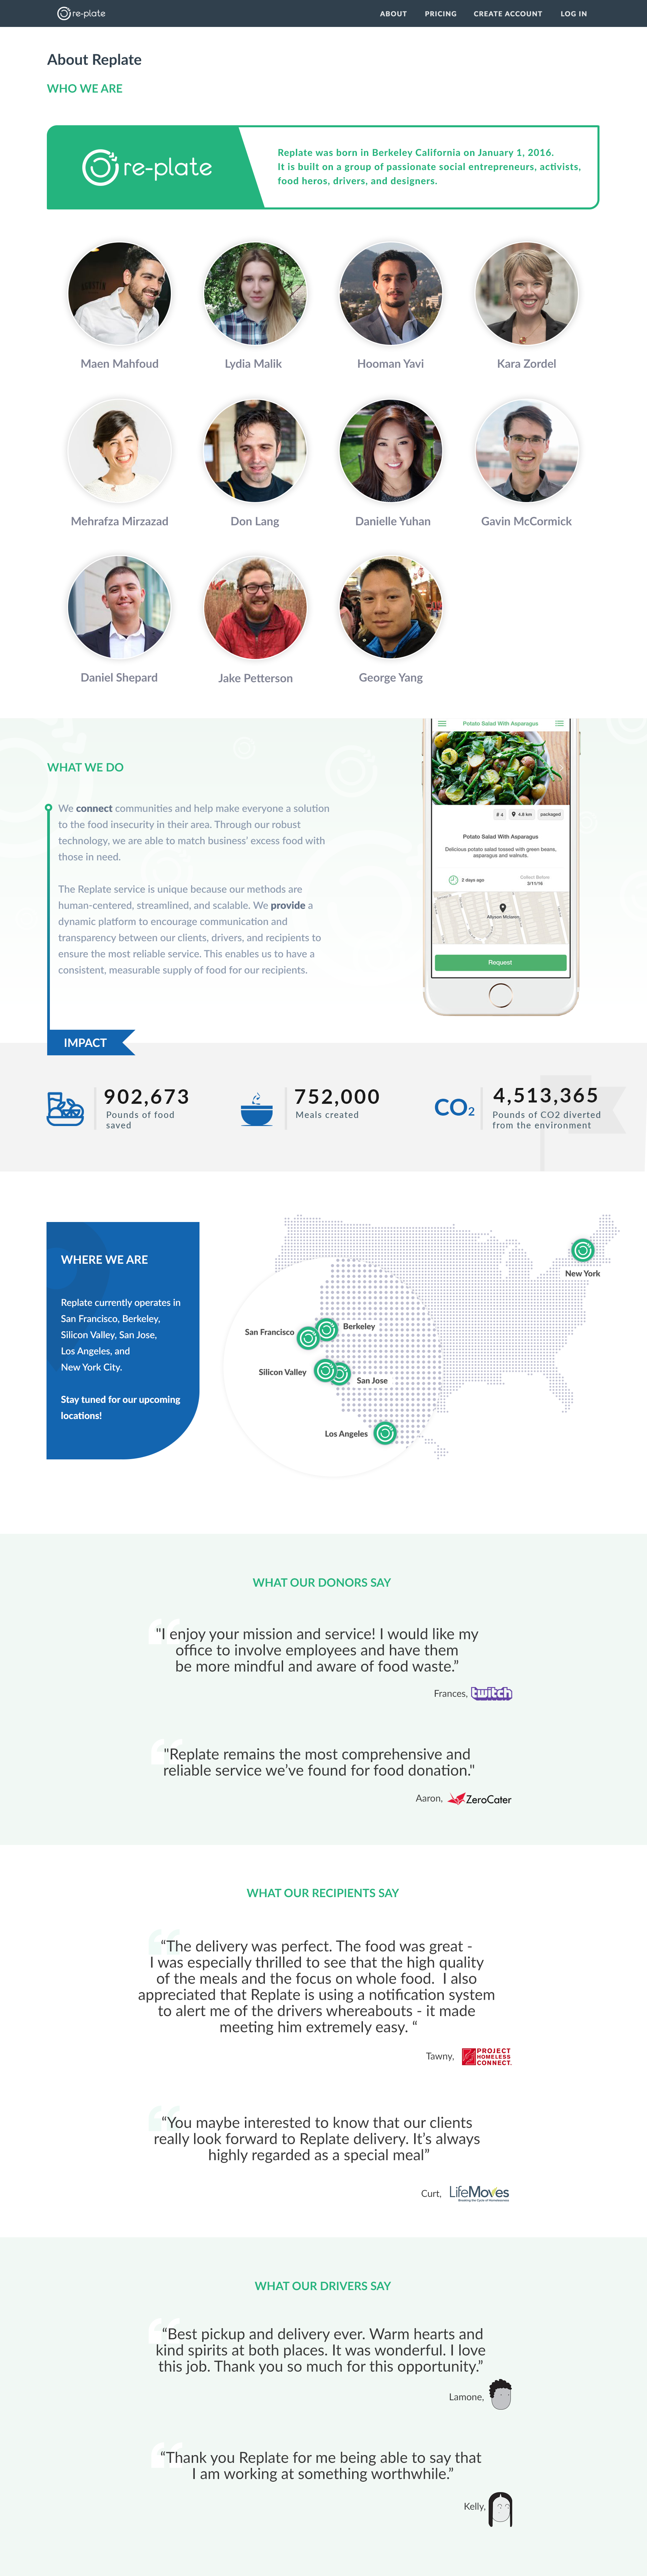 re-plate
ABOUT PRICING CREATE ACCOUNT LOG IN
About Replate
WHO WE ARE
re-plate
Replate was born in Berkeley California on January 1, 2016.
It is built on a group of passionate social entrepreneurs, activists,
food heros, drivers, and designers.
Maen Mahfoud
Lydia Malik
Hooman Yavi
Kara Zordel
Mehrafza Mirzazad
Don Lang
Danielle Yuhan
Gavin McCormick
Daniel Shepard
Jake Petterson
George Yang
WHAT WE DO
We connect communities and help make everyone a solution
to the food insecurity in their area. Through our robust
technology, we are able to match business' excess food with
those in need.
The Replate service is unique because our methods are
human-centered, streamlined, and scalable. We provide a
dynamic platform to encourage communication and
transparency between our clients, drivers, and recipients to
ensure the most reliable service. This enables us to have a
consistent, measurable supply of food for our recipients.
Potato Salad With Asparagus
# 4
4.8 km
packaged
Potato Salad With Asparagus
Delicious potato salad tossed with green beans,
asparagus and walnuts.
2 days ago
Collect Before
3/11/16
Allyson Mclaren
Request
IMPACT
902,673
Pounds of food
saved
752,000
Meals created
CO2
4,513,365
Pounds of CO2 diverted
from the environment
WHERE WE ARE
Replate currently operates in
San Francisco, Berkeley,
Silicon Valley, San Jose,
Los Angeles, and
New York City.
Stay tuned for our upcoming
locations!
New York
Berkeley
San Francisco
Silicon Valley
San Jose
Los Angeles
WHAT OUR DONORS SAY
"I enjoy your mission and service! I would like my
office to involve employees and have them
be more mindful and aware of food waste.”
Frances, twitch
"Replate remains the most comprehensive and
reliable service we’ve found for food donation."
Aaron, ZeroCater
WHAT OUR RECIPIENTS SAY
“The delivery was perfect. The food was great -
I was especially thrilled to see that the high quality
of the meals and the focus on whole food. I also
appreciated that Replate is using a notification system
to alert me of the drivers whereabouts - it made
meeting him extremely easy. “
Tawny, PROJECT
HOMELESS
CONNECT.
“You maybe interested to know that our clients
really look forward to Replate delivery. It’s always
highly regarded as a special meal”
Curt, LifeMoves
Breaking the Cycle of Homelessness
WHAT OUR DRIVERS SAY
“Best pickup and delivery ever. Warm hearts and
kind spirits at both places. It was wonderful. I love
this job. Thank you so much for this opportunity.”
Lamone,
“Thank you Replate for me being able to say that
I am working at something worthwhile.”
Kelly,